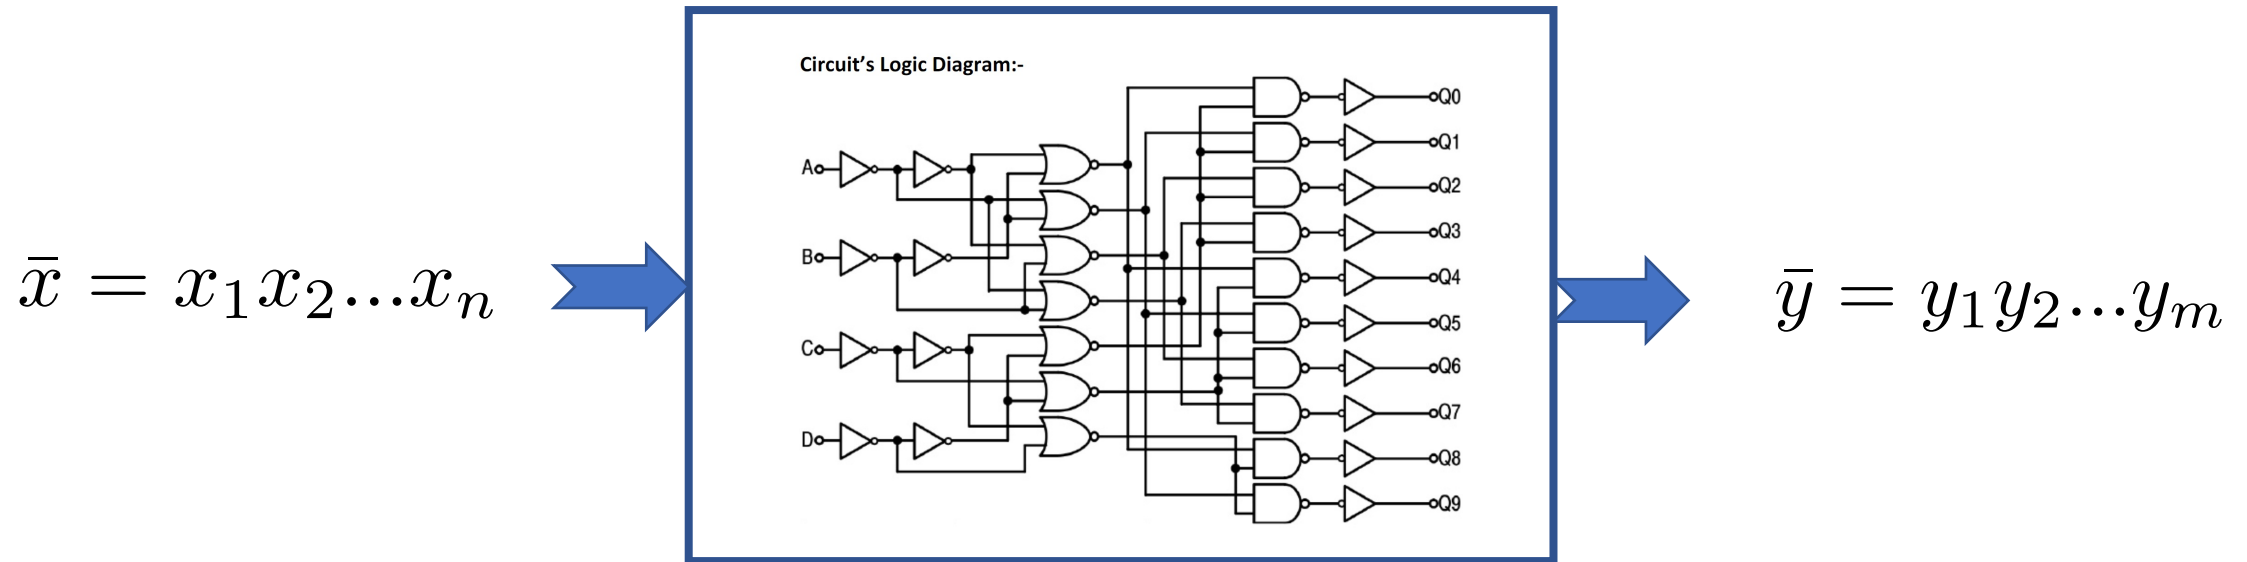 Circuit's Logic Diagram:-
x̄ = x₁x₂...xₙ
ȳ = y₁y₂...yₘ
A
B
C
D
Q0
Q1
Q2
Q3
Q4
Q5
Q6
Q7
Q8
Q9